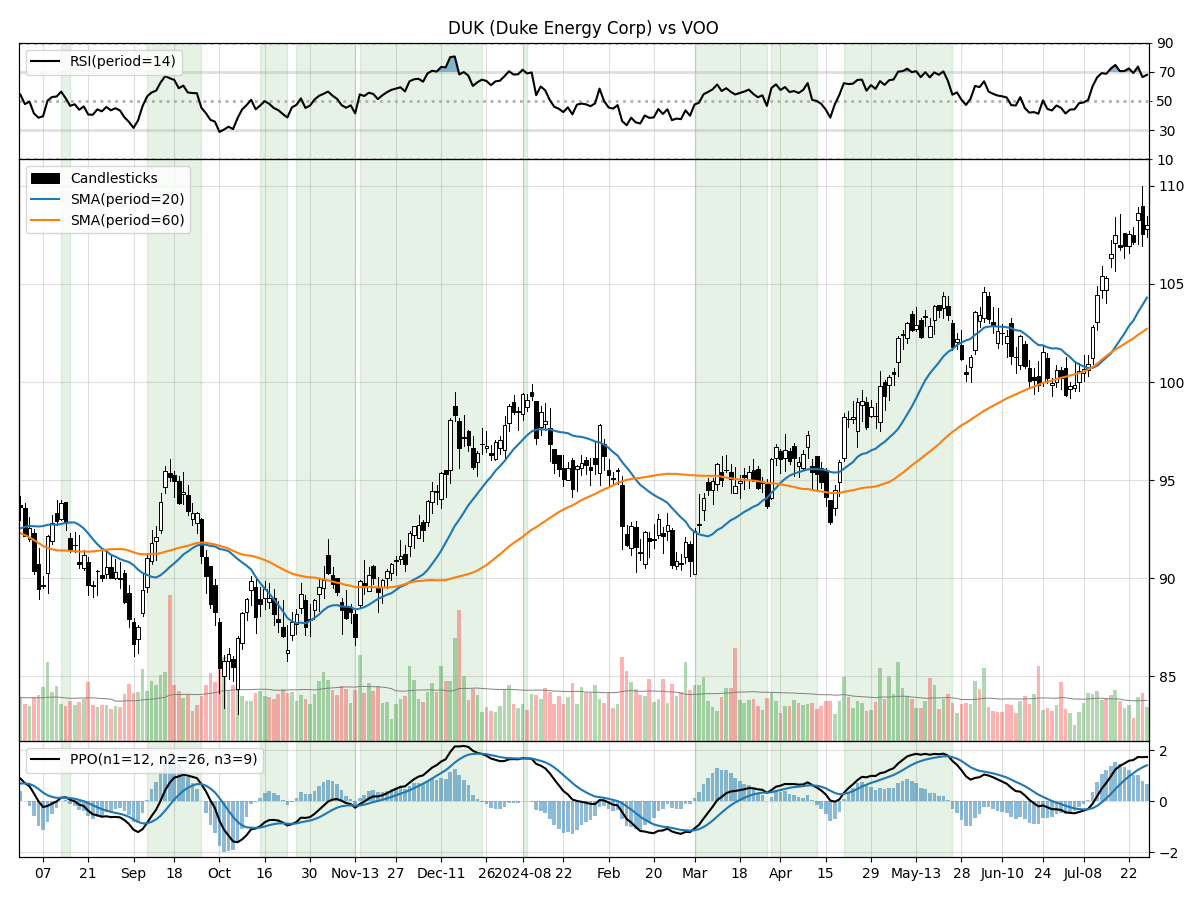 DUK (Duke Energy Corp) vs VOO
RSI(period=14)
90
70
50
30
10
Candlesticks
SMA(period=20)
SMA(period=60)
110
105
100
95
90
85
PPO(n1=12, n2=26, n3=9)
2
0
−2
07 21 Sep 18 Oct 16 30 Nov-13 27 Dec-11 26 2024-08 22 Feb 20 Mar 18 Apr 15 29 May-13 28 Jun-10 24 Jul-08 22